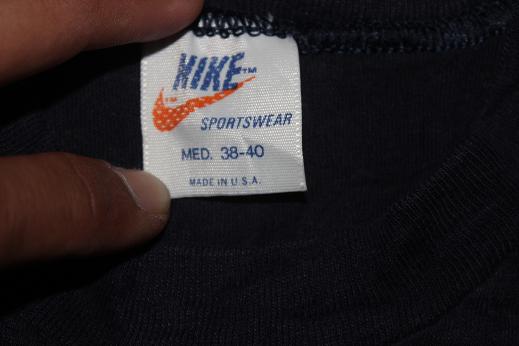 NIKE™
SPORTSWEAR
MED. 38-40
MADE IN U.S.A.